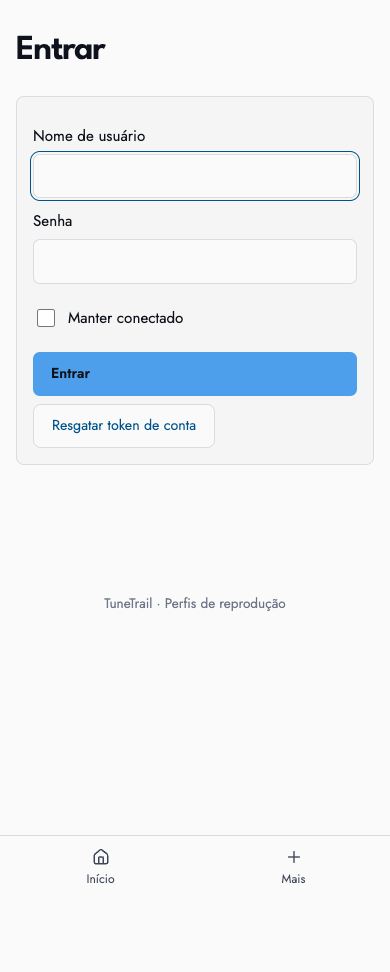 Entrar
Nome de usuário
Senha
Manter conectado
Entrar
Resgatar token de conta
TuneTrail · Perfis de reprodução
Início
Mais